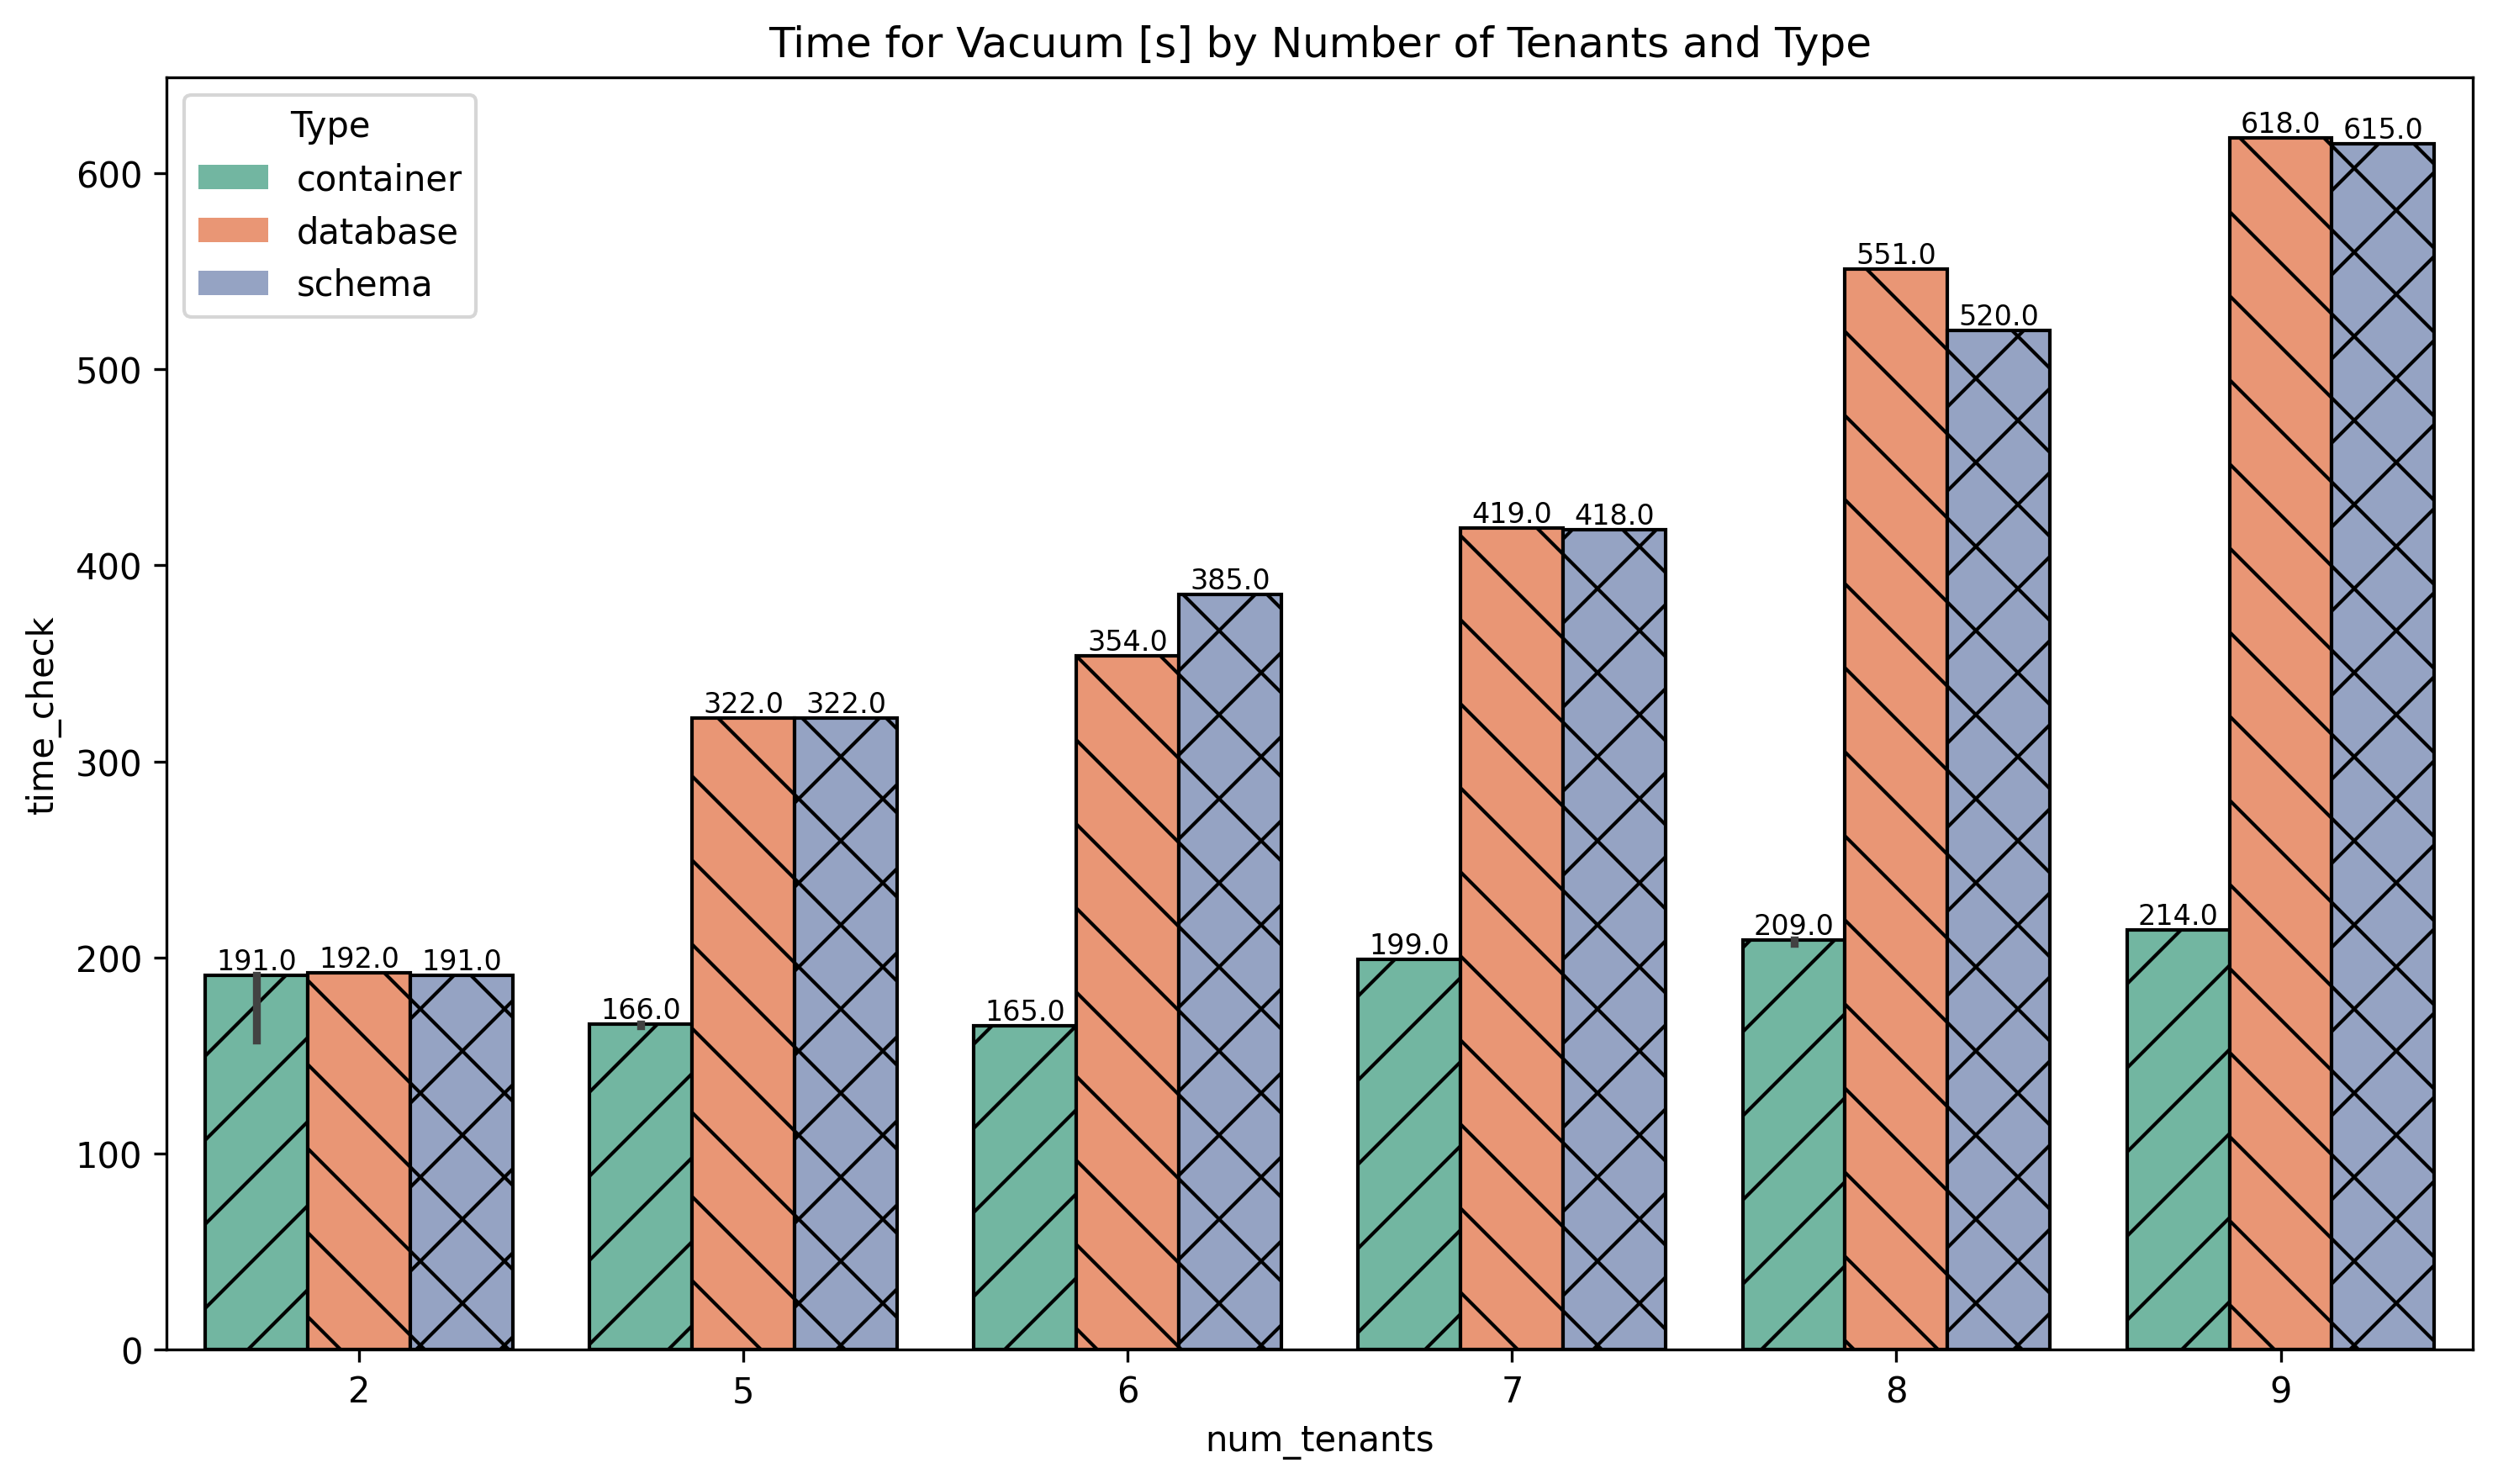 Time for Vacuum [s] by Number of Tenants and Type
Type
container
database
schema
time_check
600
500
400
300
200
100
0
191.0 192.0 191.0
166.0 322.0 322.0
165.0 354.0 385.0
199.0 419.0 418.0
209.0 551.0 520.0
214.0 618.0 615.0
2 5 6 7 8 9
num_tenants